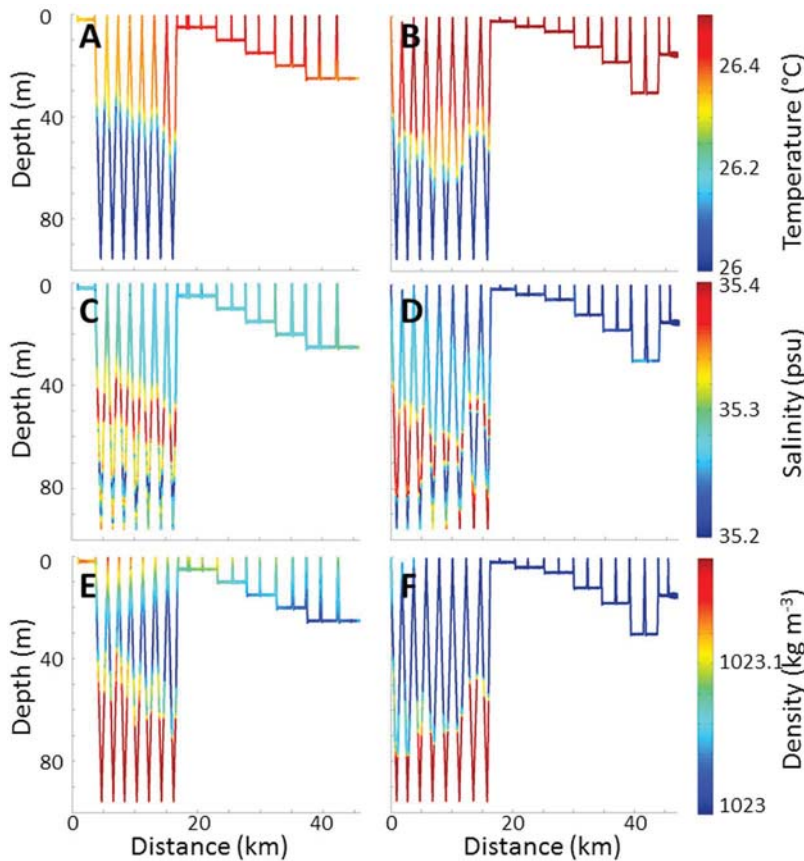 A
B
0
40
80
Depth (m)
26.4
26.2
26
Temperature (°C)
C
D
0
40
80
Depth (m)
35.4
35.3
35.2
Salinity (psu)
E
F
0
40
80
Depth (m)
1023.1
1023
Density (kg m⁻³)
0 20 40
Distance (km)
0 20 40
Distance (km)